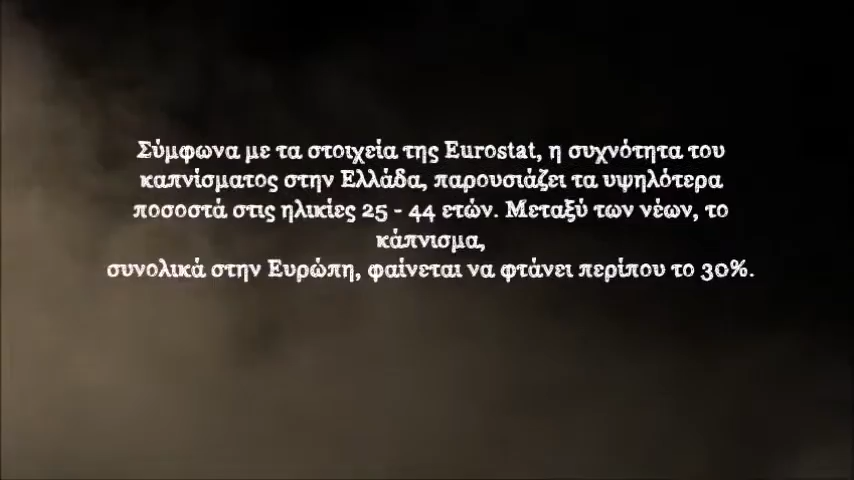 Σύμφωνα με τα στοιχεία της Eurostat, η συχνότητα του
καπνίσματος στην Ελλάδα, παρουσιάζει τα υψηλότερα
ποσοστά στις ηλικίες 25 - 44 ετών. Μεταξύ των νέων, το
κάπνισμα,
συνολικά στην Ευρώπη, φαίνεται να φτάνει περίπου το 30%.